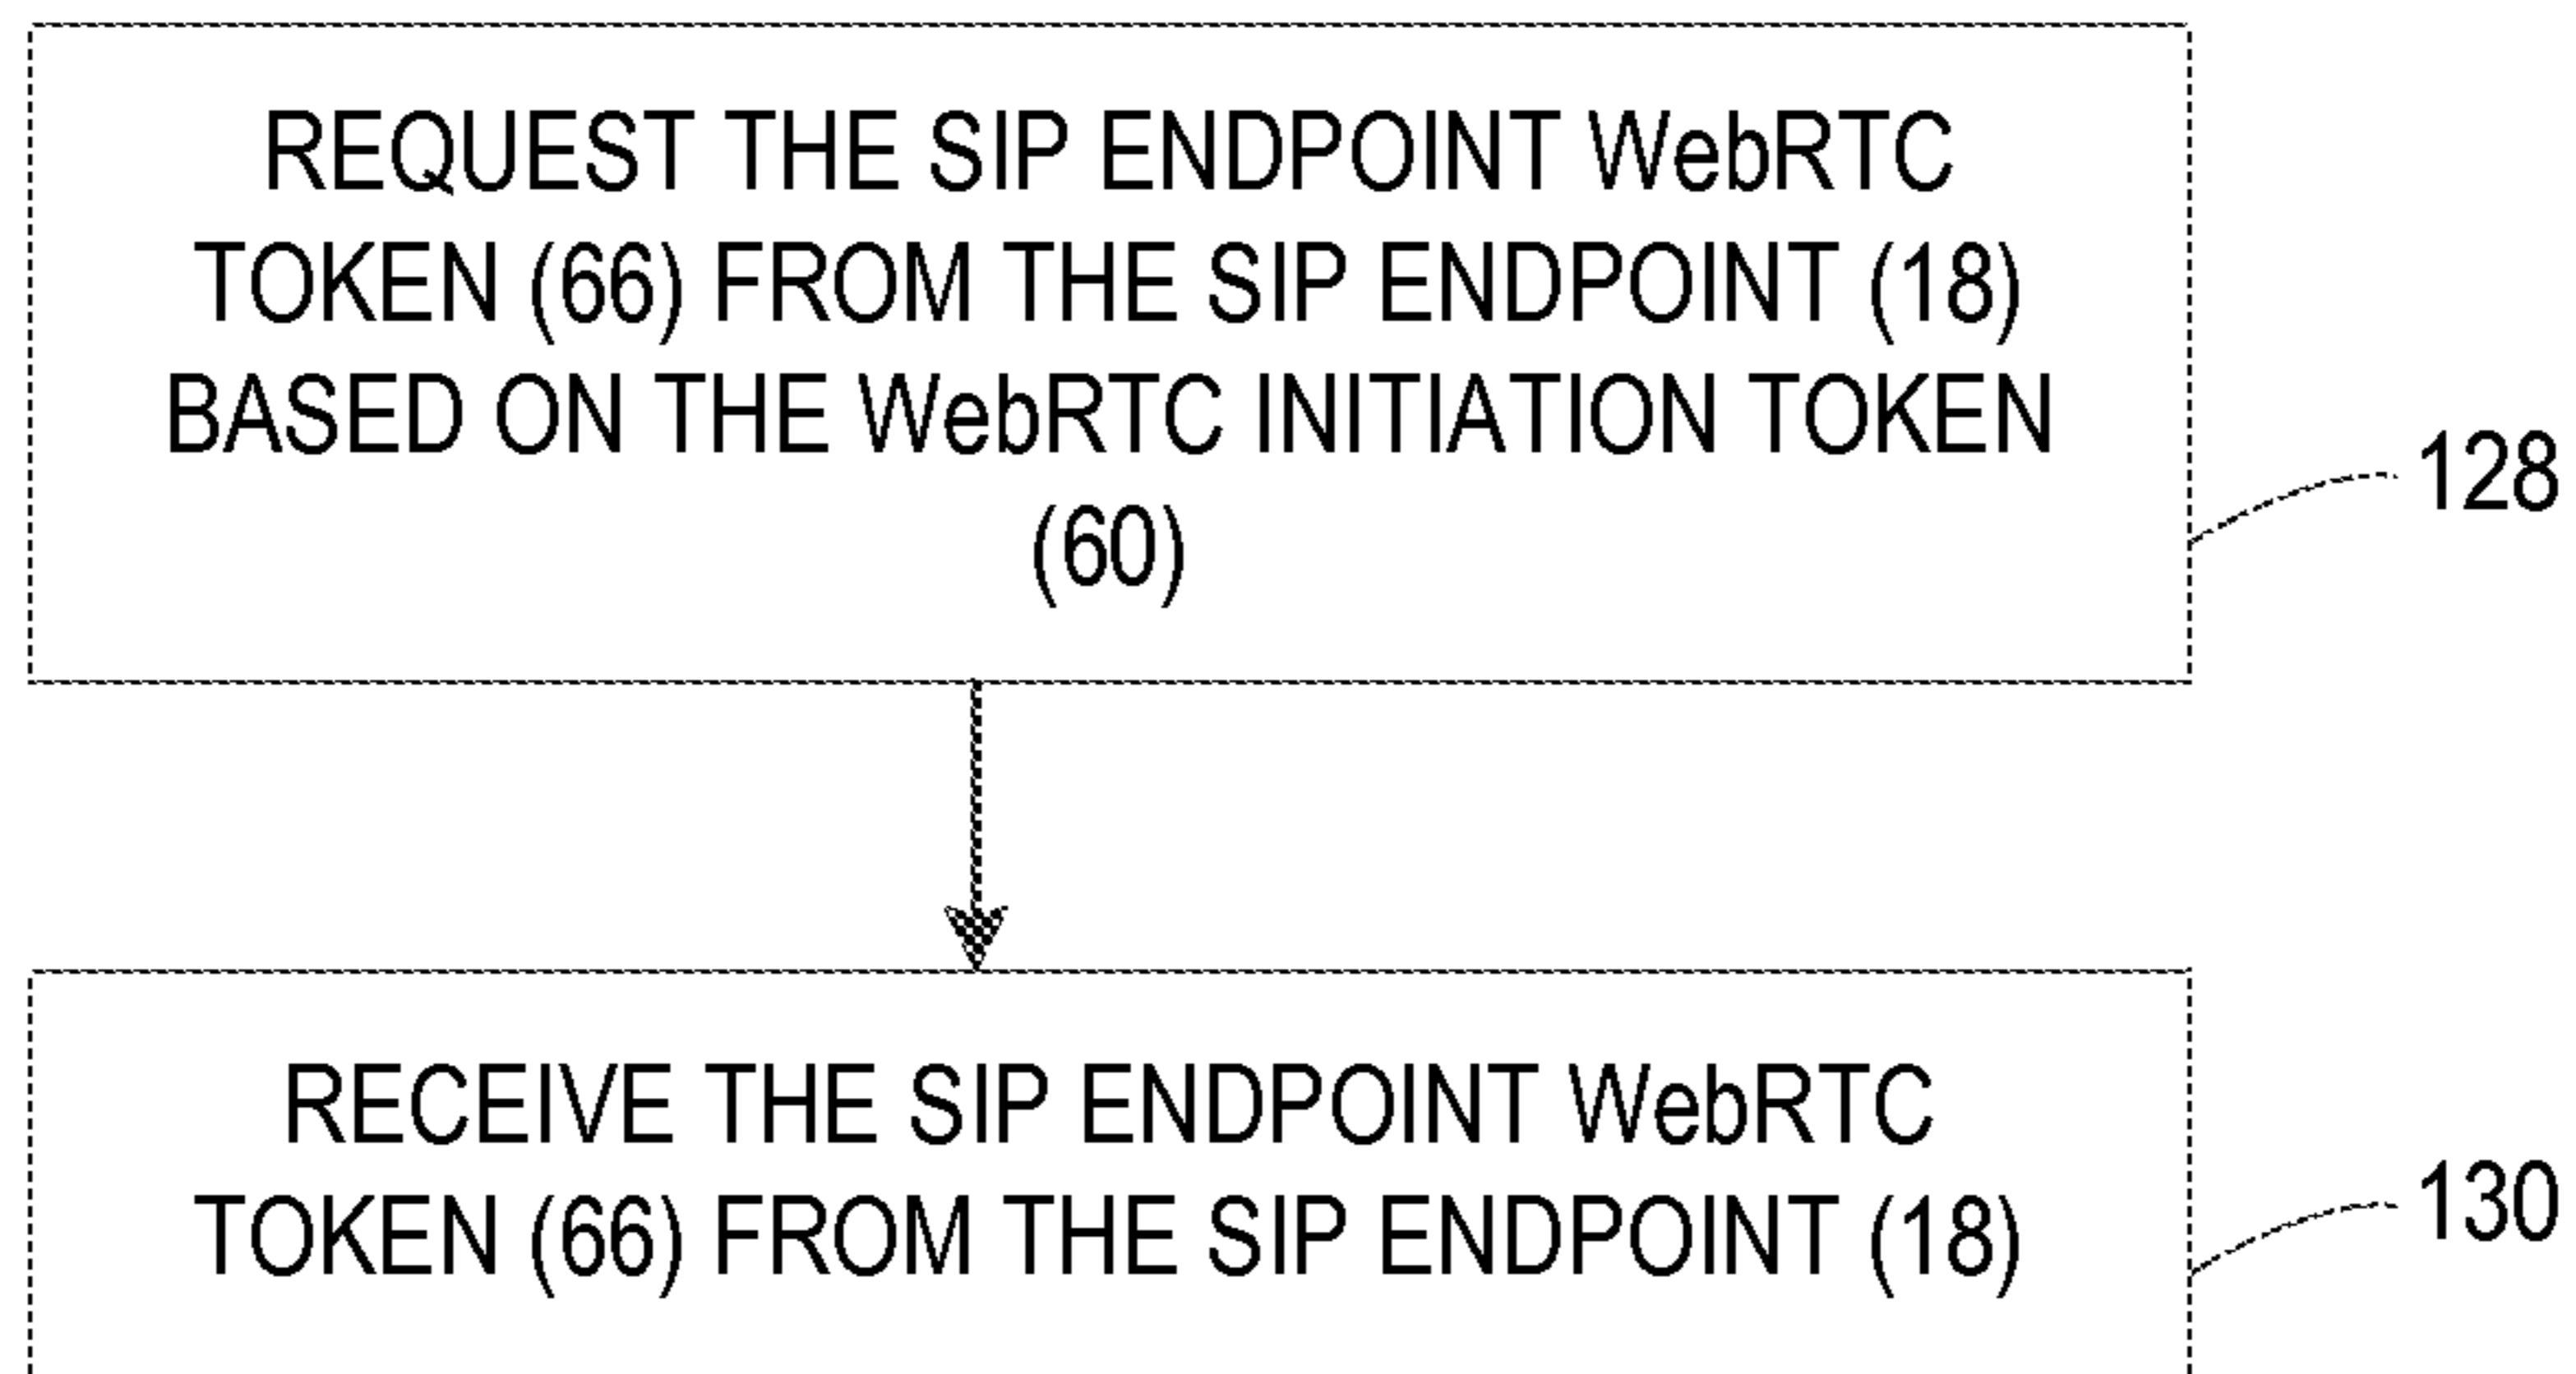 REQUEST THE SIP ENDPOINT WebRTC
TOKEN (66) FROM THE SIP ENDPOINT (18)
BASED ON THE WebRTC INITIATION TOKEN
(60)
128
RECEIVE THE SIP ENDPOINT WebRTC
TOKEN (66) FROM THE SIP ENDPOINT (18)
130